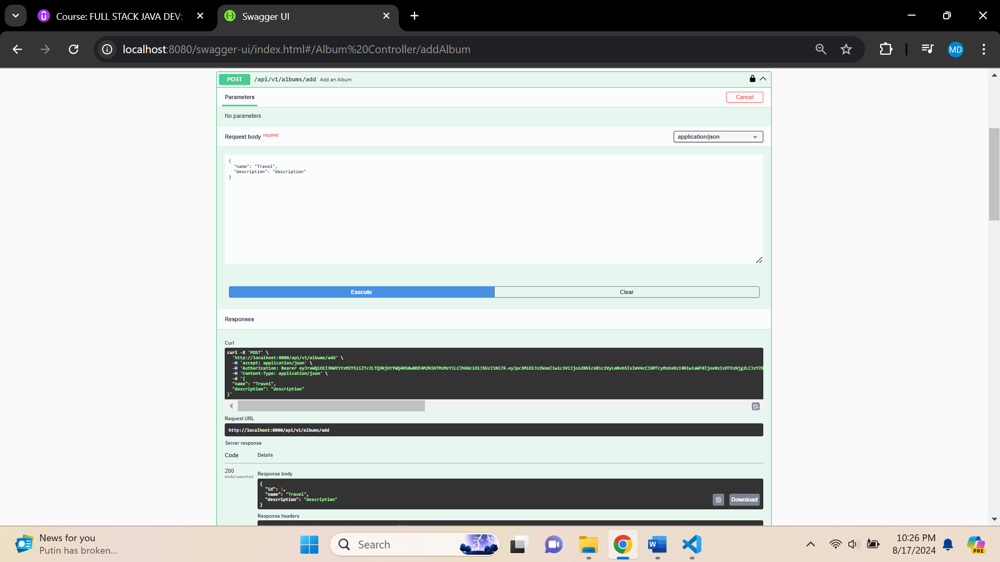 Course: FULL STACK JAVA DEV:
Swagger UI
localhost:8080/swagger-ui/index.html#/Album%20Controller/addAlbum
MD
POST /api/v1/albums/add Add an Album
Parameters
Cancel
No parameters
Request body required
application/json
{
"name": "Travel",
"description": "description"
}
Execute
Clear
Responses
Curl
curl -X 'POST' \
'http://localhost:8080/api/v1/albums/add' \
-H 'accept: application/json' \
-H 'Authorization: Bearer
-H 'Content-Type: application/json' \
-d '{
"name": "Travel",
"description": "description"
}'
Request URL
http://localhost:8080/api/v1/albums/add
Server response
Code Details
200
Undocumented
Response body
{
"id": 1,
"name": "Travel",
"description": "description"
}
Download
Response headers
News for you
Putin has broken...
Search
10:26 PM
8/17/2024
PRE